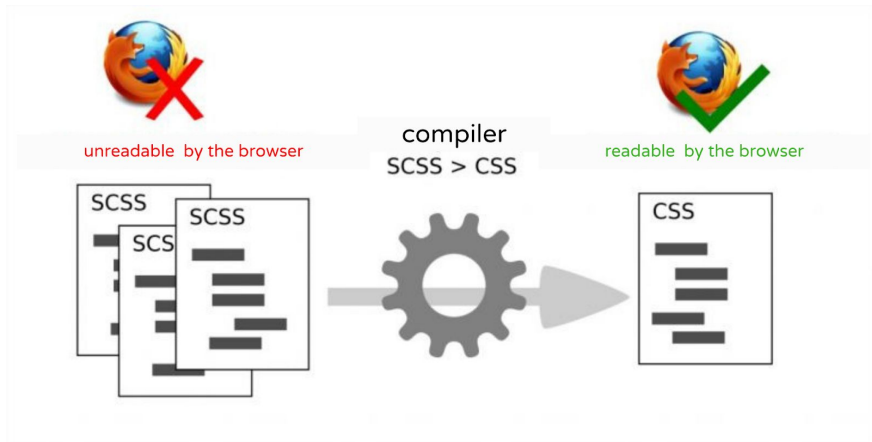 unreadable by the browser
compiler
SCSS > CSS
readable by the browser
SCSS
SCS
SCSS
CSS